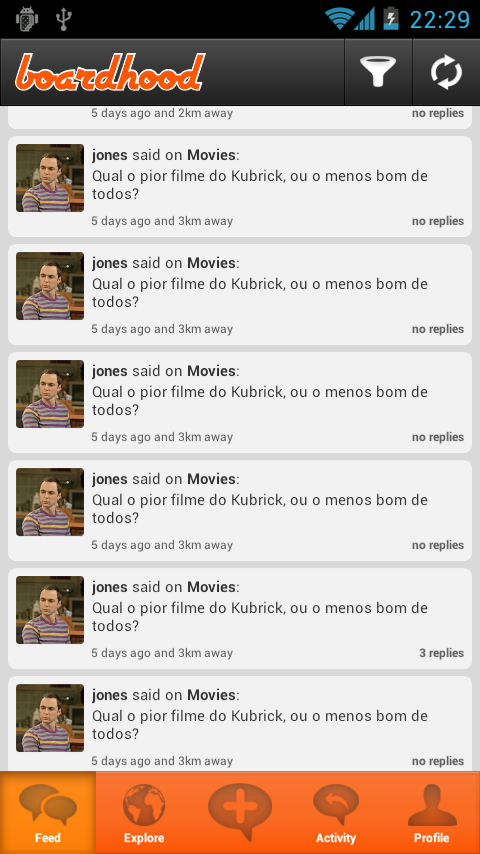 22:29
boardhood
5 days ago and 2km away no replies
jones said on Movies:
Qual o pior filme do Kubrick, ou o menos bom de
todos?
5 days ago and 3km away no replies
jones said on Movies:
Qual o pior filme do Kubrick, ou o menos bom de
todos?
5 days ago and 3km away no replies
jones said on Movies:
Qual o pior filme do Kubrick, ou o menos bom de
todos?
5 days ago and 3km away no replies
jones said on Movies:
Qual o pior filme do Kubrick, ou o menos bom de
todos?
5 days ago and 3km away no replies
jones said on Movies:
Qual o pior filme do Kubrick, ou o menos bom de
todos?
5 days ago and 3km away 3 replies
jones said on Movies:
Qual o pior filme do Kubrick, ou o menos bom de
todos?
5 days ago and 3km away no replies
Feed Explore Activity Profile